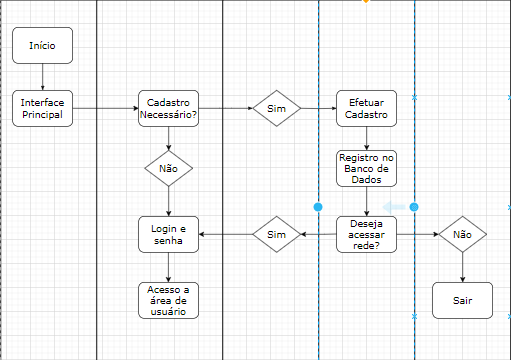 Início
Interface
Principal
Cadastro
Necessário?
Sim
Efetuar
Cadastro
Não
Registro no
Banco de
Dados
Login e
senha
Sim
Deseja
acessar
rede?
Não
Acesso a
área de
usuário
Sair